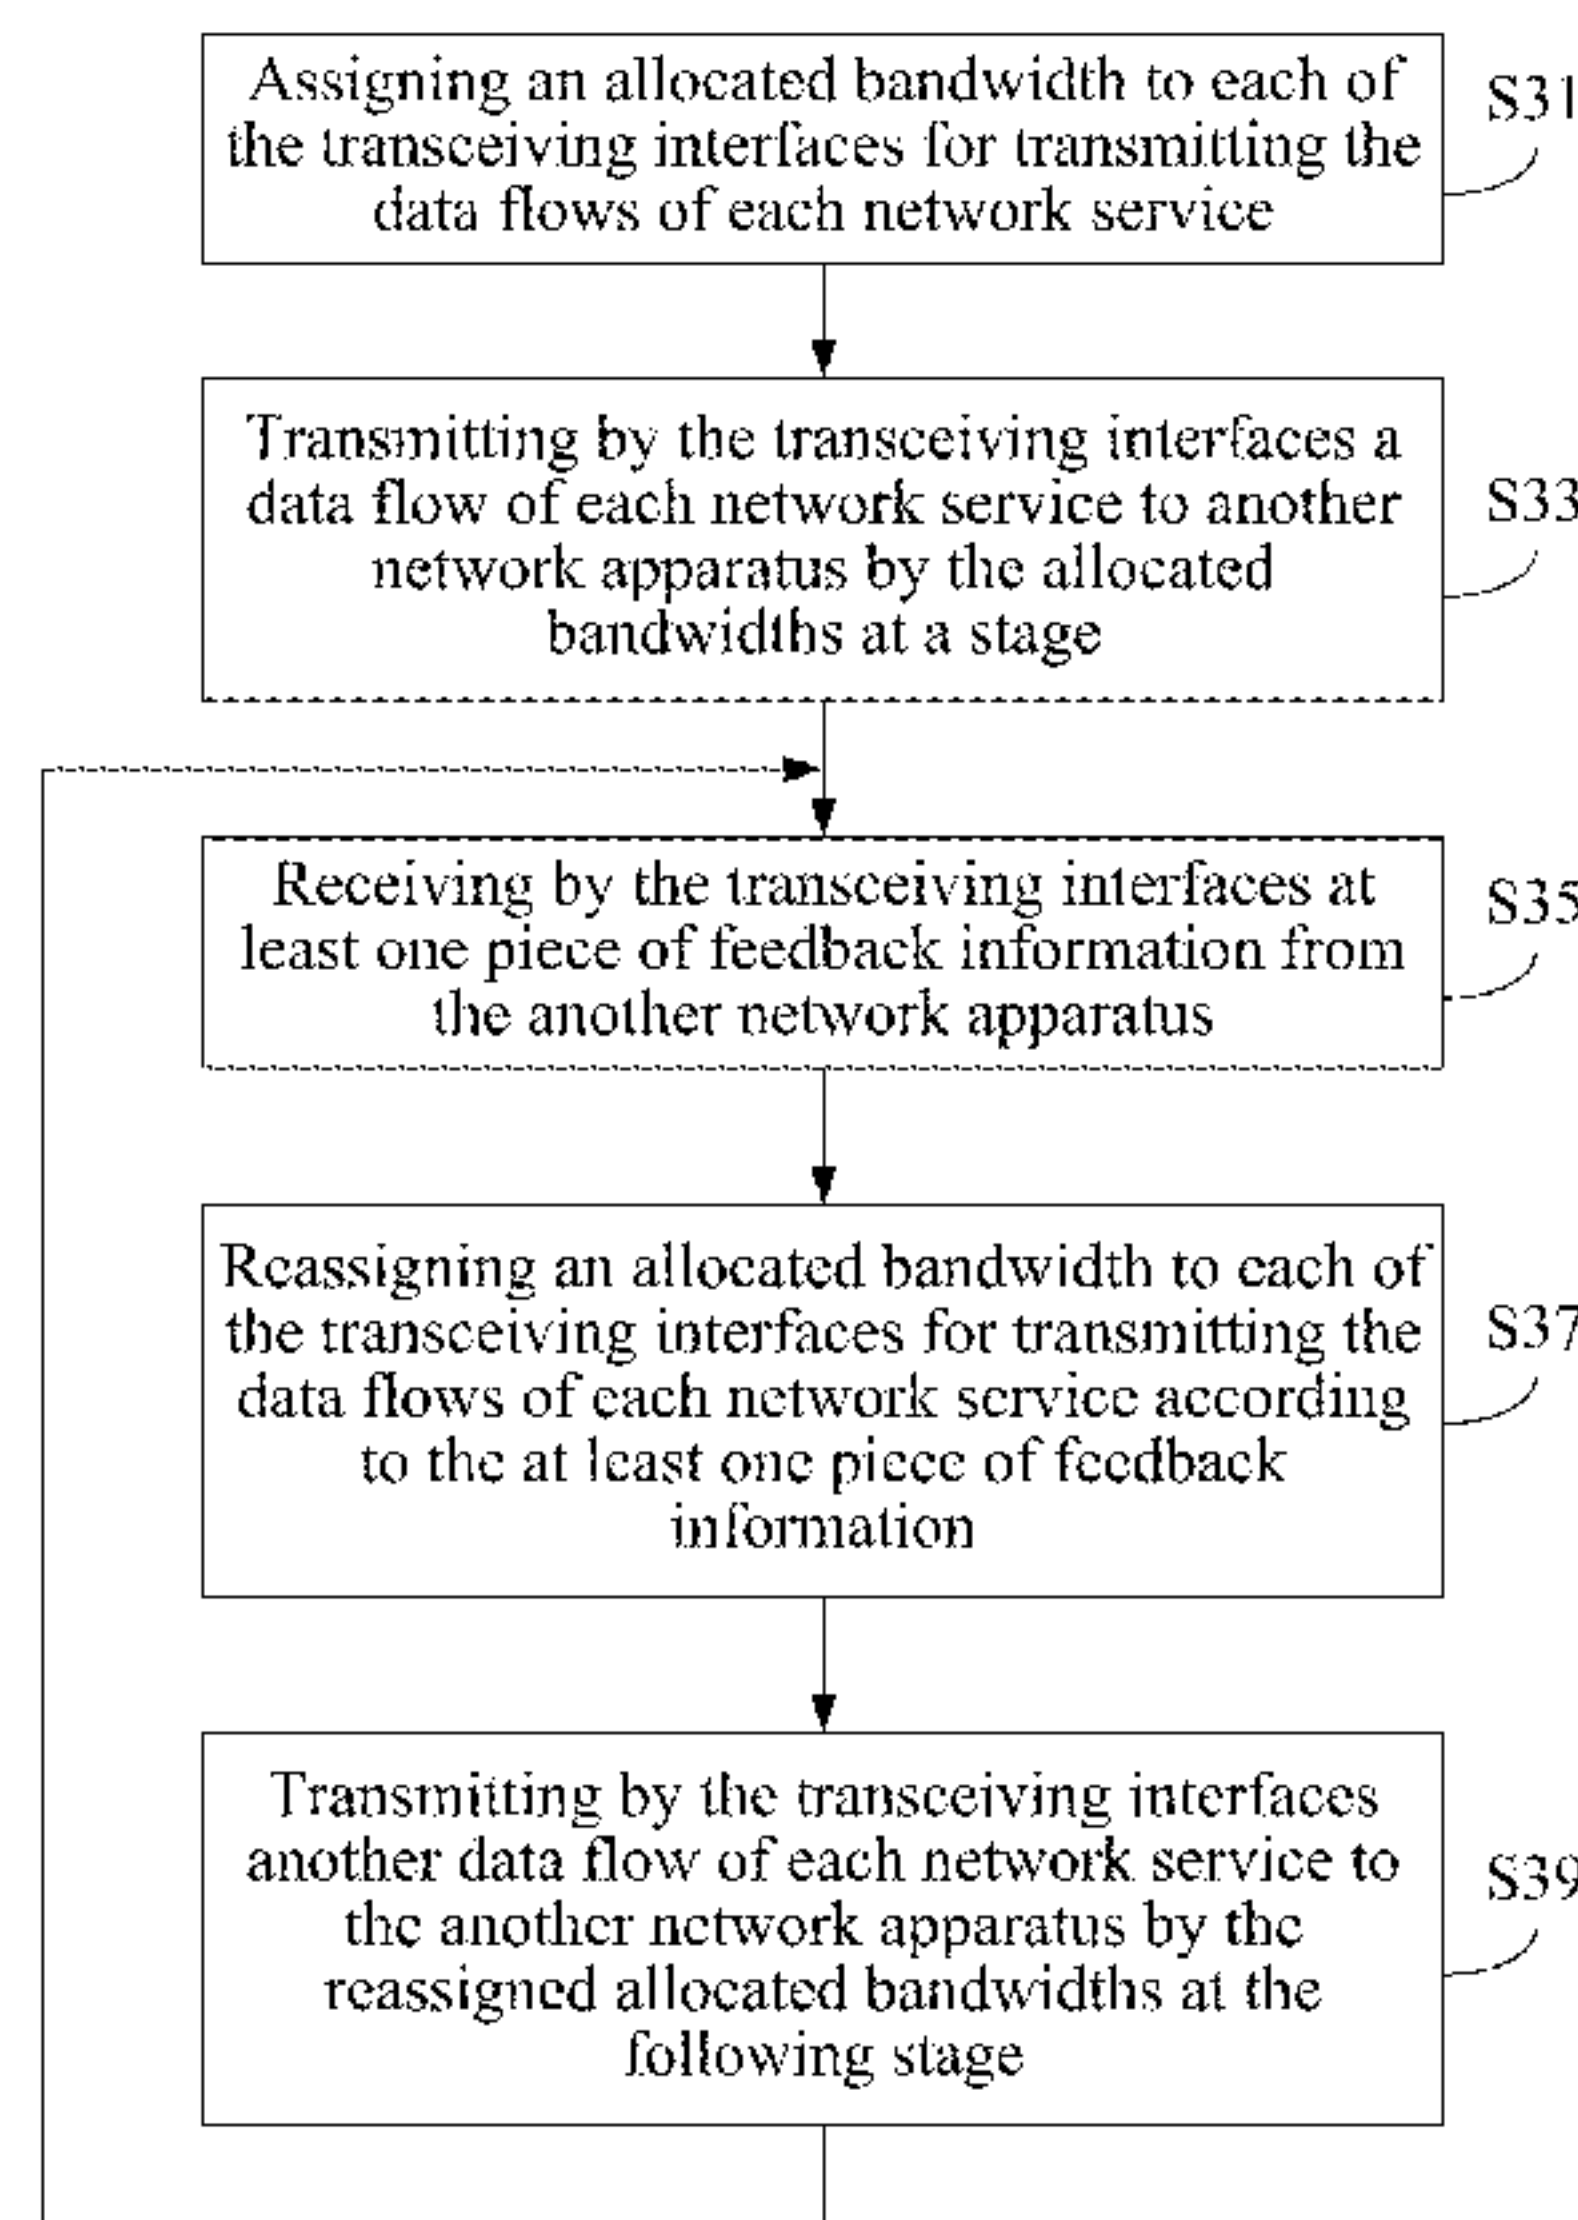 Assigning an allocated bandwidth to each of
the transceiving interfaces for transmitting the
data flows of each network service
S31
Transmitting by the transceiving interfaces a
data flow of each network service to another
network apparatus by the allocated
bandwidths at a stage
S33
Receiving by the transceiving interfaces at
least one piece of feedback information from
the another network apparatus
S35
Reassigning an allocated bandwidth to each of
the transceiving interfaces for transmitting the
data flows of each network service according
to the at least one piece of feedback
information
S37
Transmitting by the transceiving interfaces
another data flow of each network service to
the another network apparatus by the
reassigned allocated bandwidths at the
following stage
S39